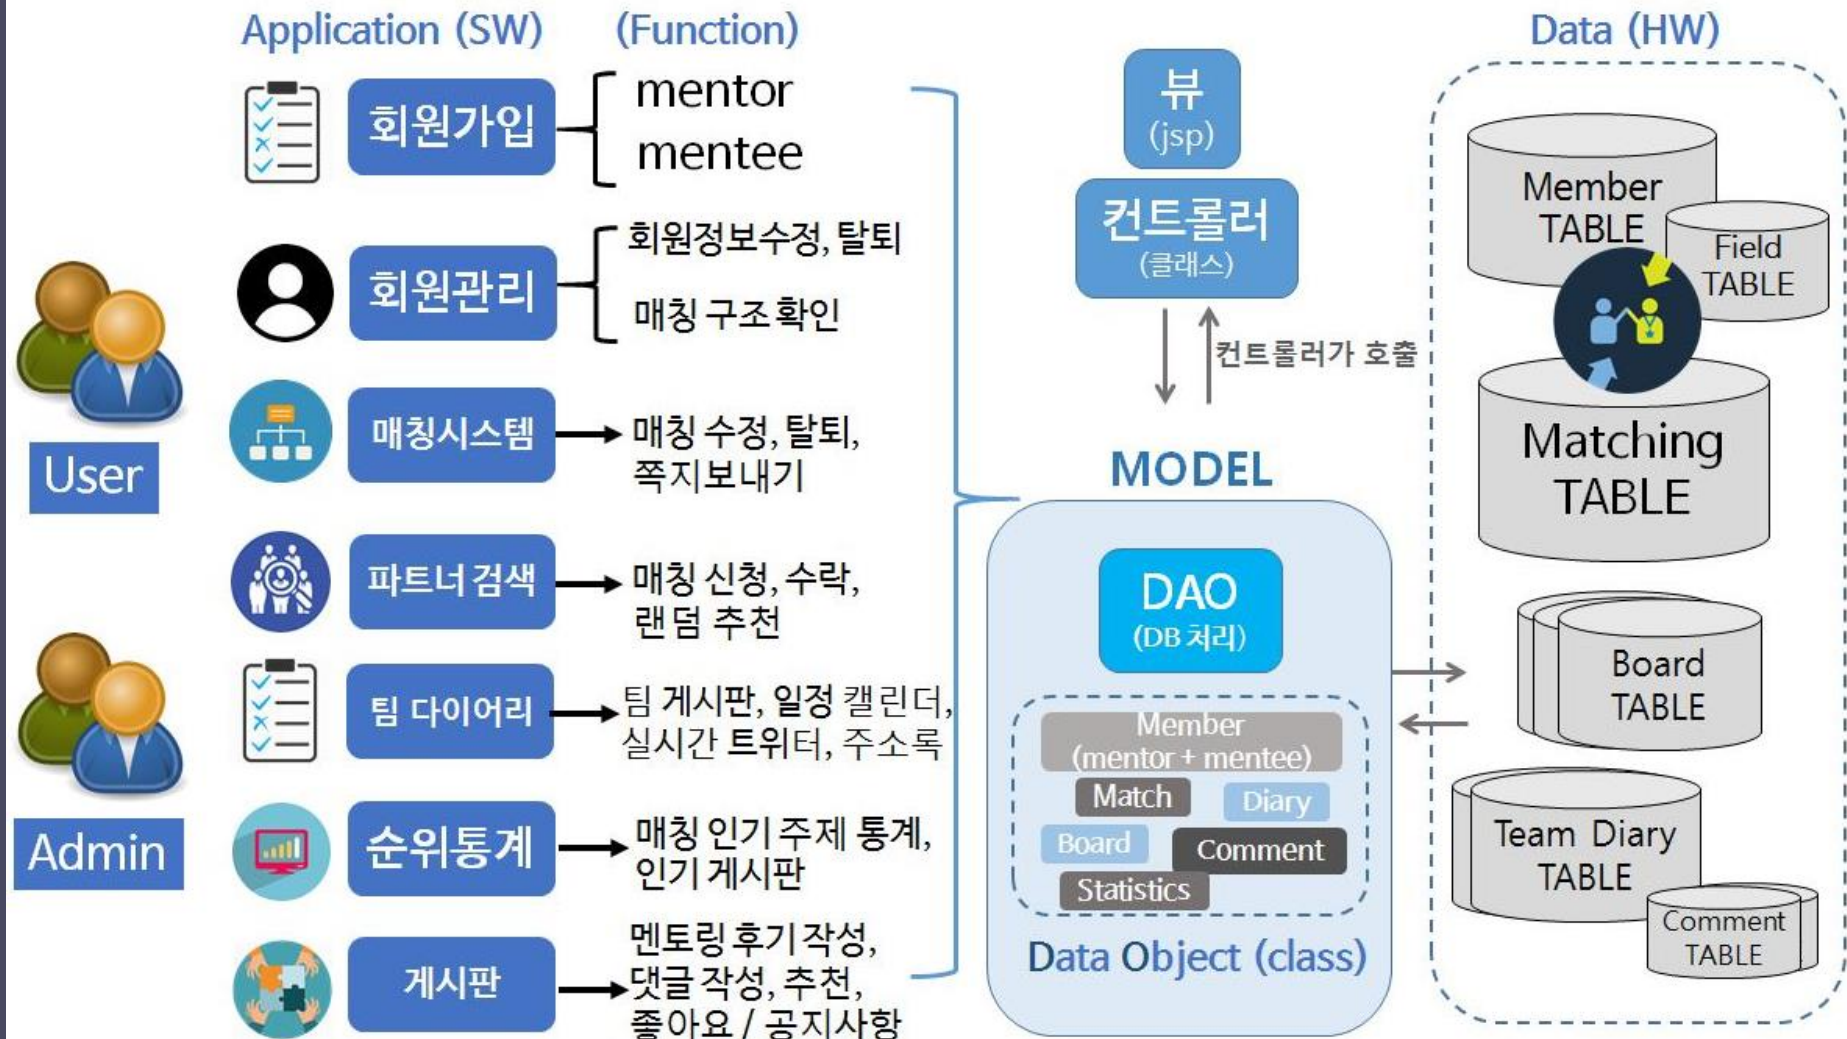 Application (SW)
(Function)
Data (HW)
회원가입
mentor
mentee
회원관리
회원정보수정, 탈퇴
매칭 구조 확인
매칭시스템
매칭 수정, 탈퇴,
쪽지보내기
파트너 검색
매칭 신청, 수락,
랜덤 추천
팀 다이어리
팀 게시판, 일정 캘린더,
실시간 트위터, 주소록
순위통계
매칭 인기 주제 통계,
인기 게시판
게시판
멘토링 후기 작성,
댓글 작성, 추천,
좋아요 / 공지사항
User
Admin
뷰
(jsp)
컨트롤러
(클래스)
컨트롤러가 호출
MODEL
DAO
(DB 처리)
Member
(mentor + mentee)
Match
Diary
Board
Comment
Statistics
Data Object (class)
Member
TABLE
Field
TABLE
Matching
TABLE
Board
TABLE
Team Diary
TABLE
Comment
TABLE